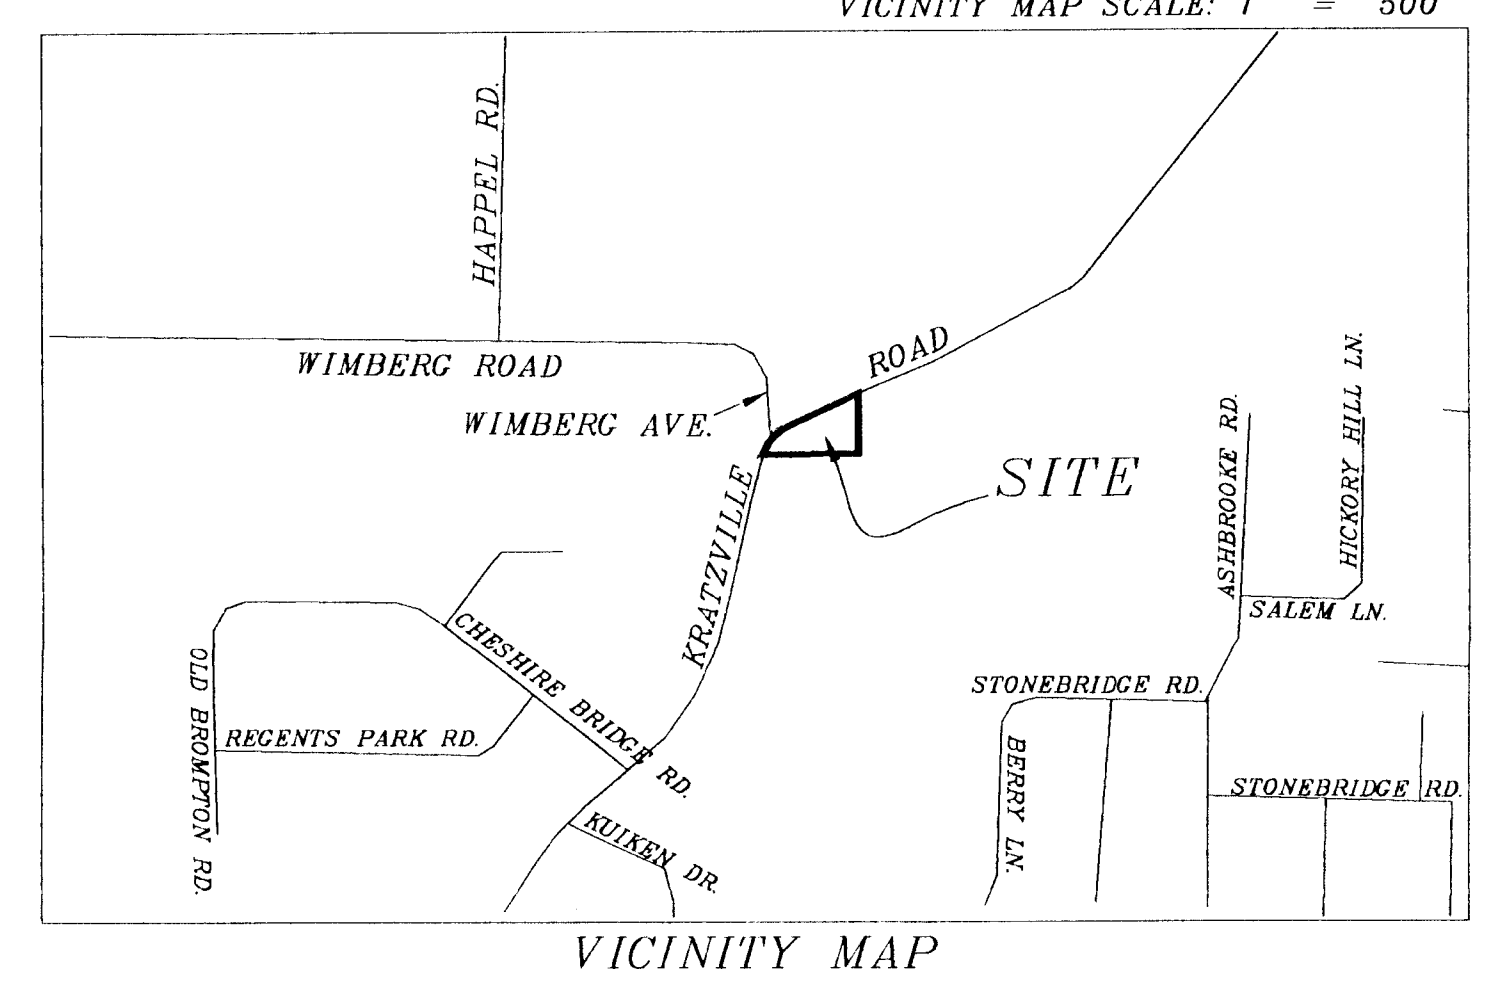 VICINITY MAP SCALE: 1" = 500'
HAPPEL RD.
WIMBERG ROAD
ROAD
WIMBERG AVE.
SITE
KRATZVILLE
ASHBROOKE RD.
HICKORY HILL LN.
SALEM LN.
CHESHIRE BRIDGE RD.
OLD BROMPTON RD.
REGENTS PARK RD.
STONEBRIDGE RD.
BERRY LN.
STONEBRIDGE RD.
KUIKEN DR.
VICINITY MAP